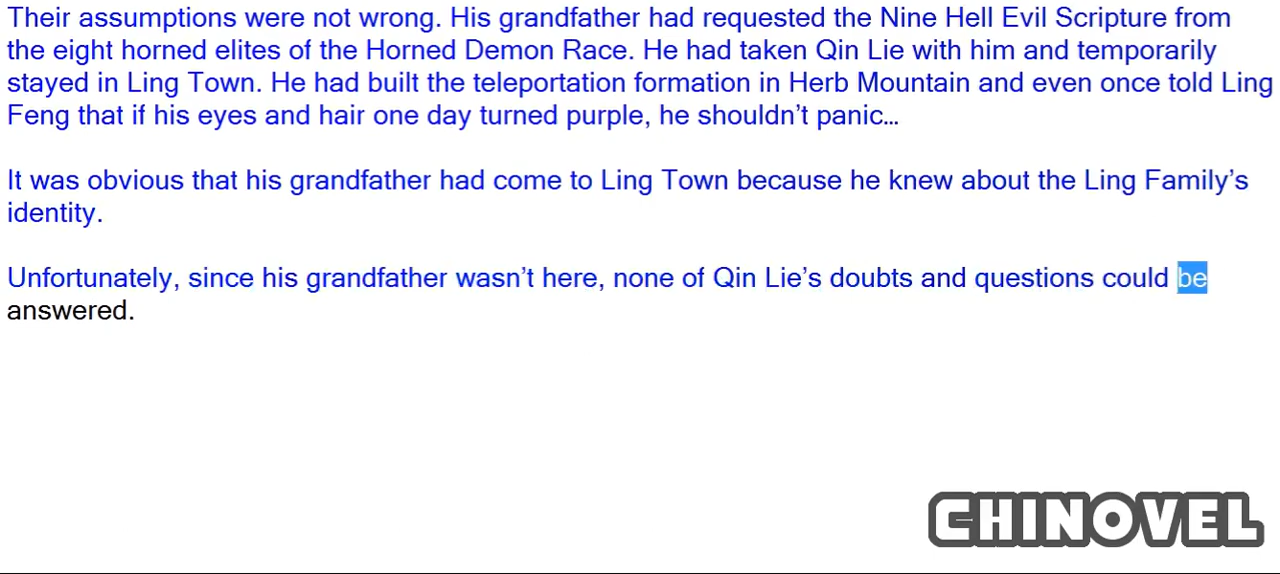 Their assumptions were not wrong. His grandfather had requested the Nine Hell Evil Scripture from
the eight horned elites of the Horned Demon Race. He had taken Qin Lie with him and temporarily
stayed in Ling Town. He had built the teleportation formation in Herb Mountain and even once told Ling
Feng that if his eyes and hair one day turned purple, he shouldn’t panic…
It was obvious that his grandfather had come to Ling Town because he knew about the Ling Family’s
identity.
Unfortunately, since his grandfather wasn’t here, none of Qin Lie’s doubts and questions could be
answered.
CHINOVEL